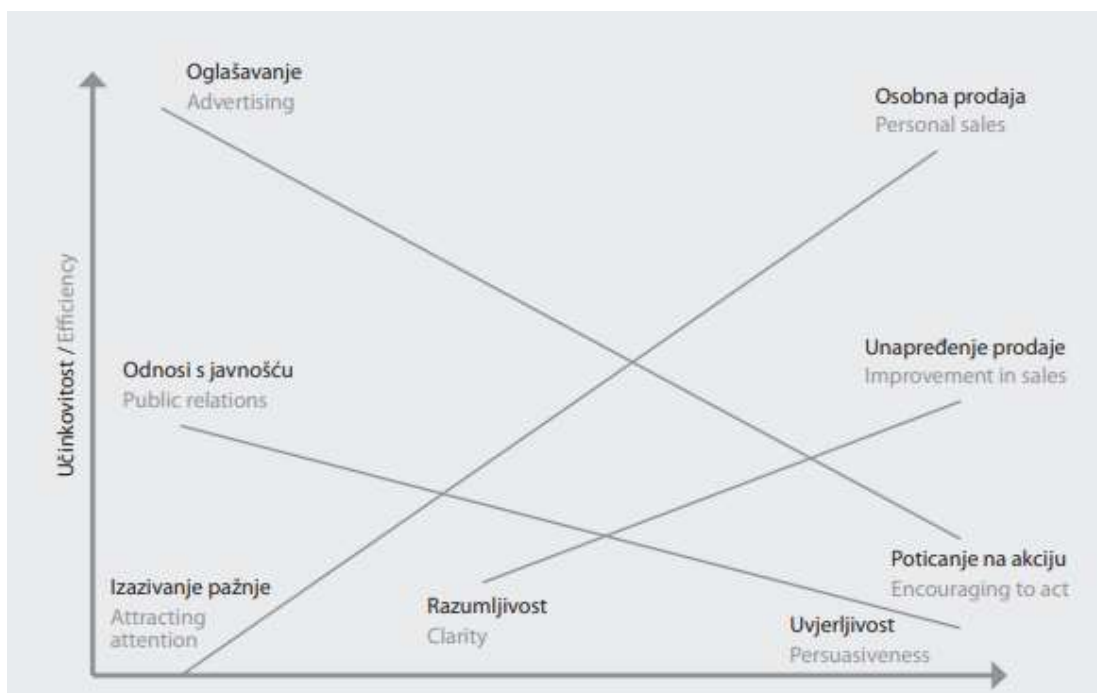 Oglašavanje
Advertising
Osobna prodaja
Personal sales
Učinkovitost / Efficiency
Odnosi s javnošću
Public relations
Unapređenje prodaje
Improvement in sales
Izazivanje pažnje
Attracting
attention
Razumljivost
Clarity
Uvjerljivost
Persuasiveness
Poticanje na akciju
Encouraging to act